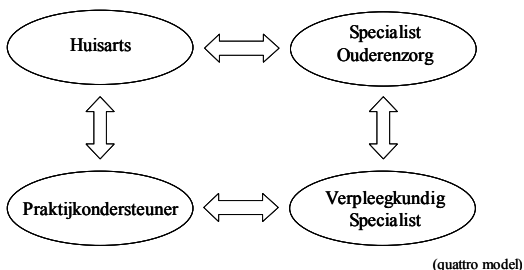 Huisarts
Specialist
Ouderenzorg
Praktijkondersteuner
Verpleegkundig
Specialist
(quattro model)